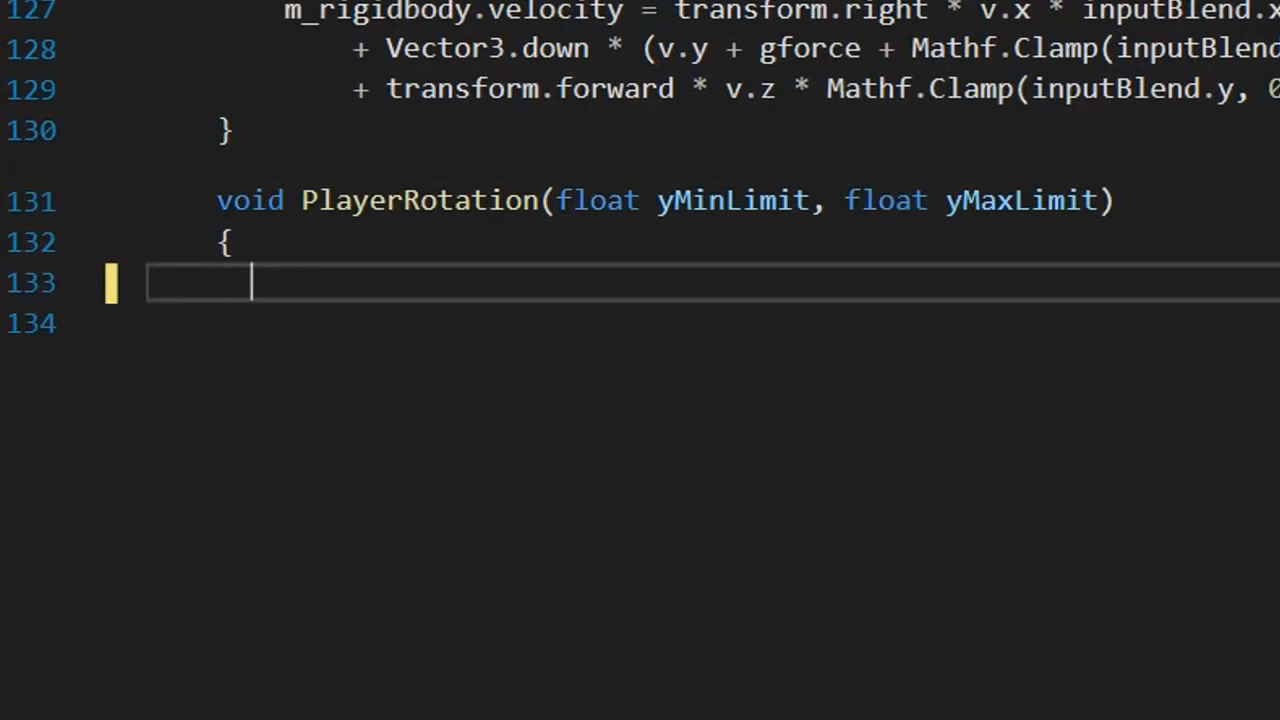 127 m_rigidbody.velocity = transform.right * v.x * inputBlend.x
128 + Vector3.down * (v.y + gforce + Mathf.Clamp(inputBlend
129 + transform.forward * v.z * Mathf.Clamp(inputBlend.y, 0
130 }
131 void PlayerRotation(float yMinLimit, float yMaxLimit)
132 {
133
134